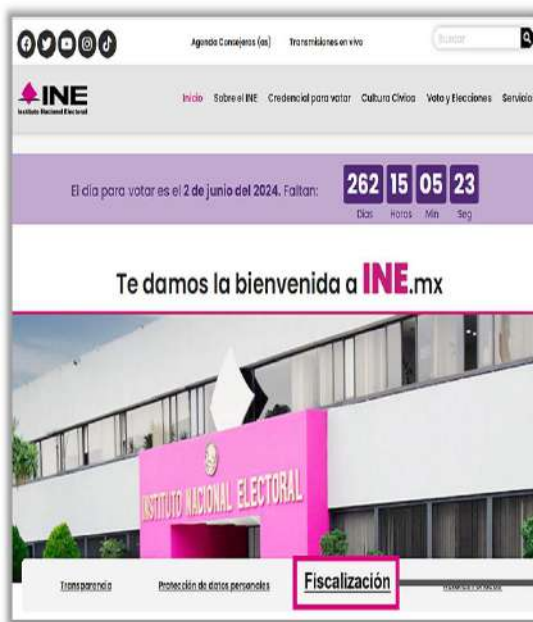 Agenda Consejeros (as) Transmisiones en vivo Buscar
INE
Instituto Nacional Electoral
Inicio Sobre el INE Credencial para votar Cultura Cívica Voto y Elecciones Servicio
El día para votar es el 2 de junio del 2024. Faltan: 262 15 05 23
Días Horas Min Seg
Te damos la bienvenida a INE.mx
INSTITUTO NACIONAL ELECTORAL
Transparencia Protección de datos personales Fiscalización